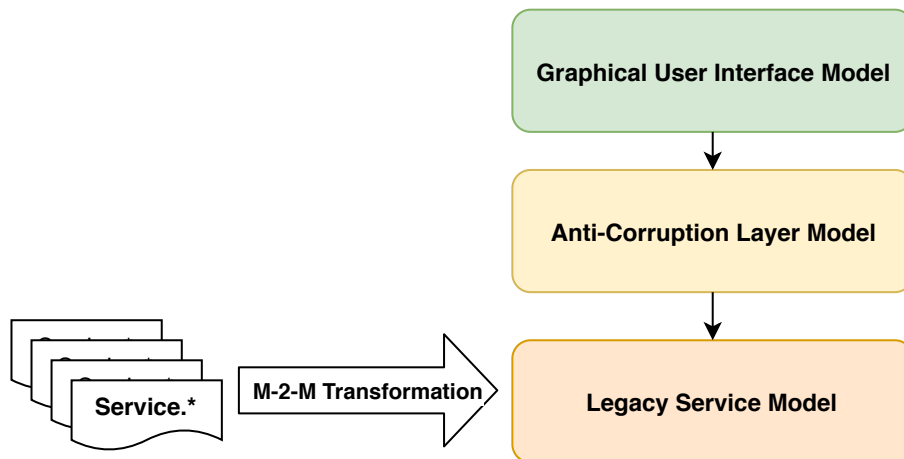 Graphical User Interface Model
Anti-Corruption Layer Model
Service.*
M-2-M Transformation
Legacy Service Model